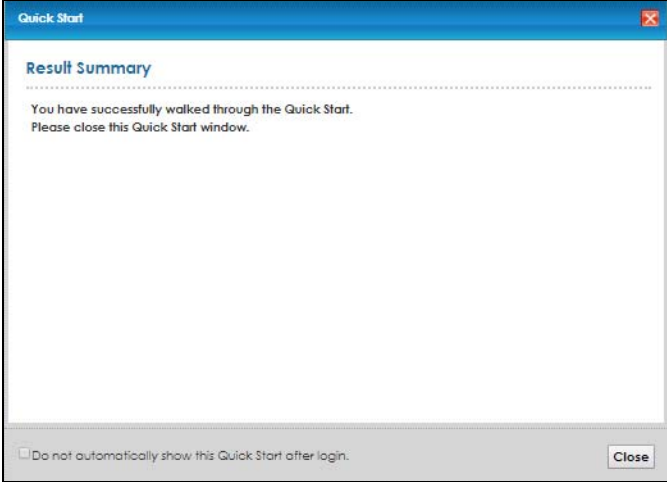 Quick Start
Result Summary
You have successfully walked through the Quick Start.
Please close this Quick Start window.
Do not automatically show this Quick Start after login.
Close